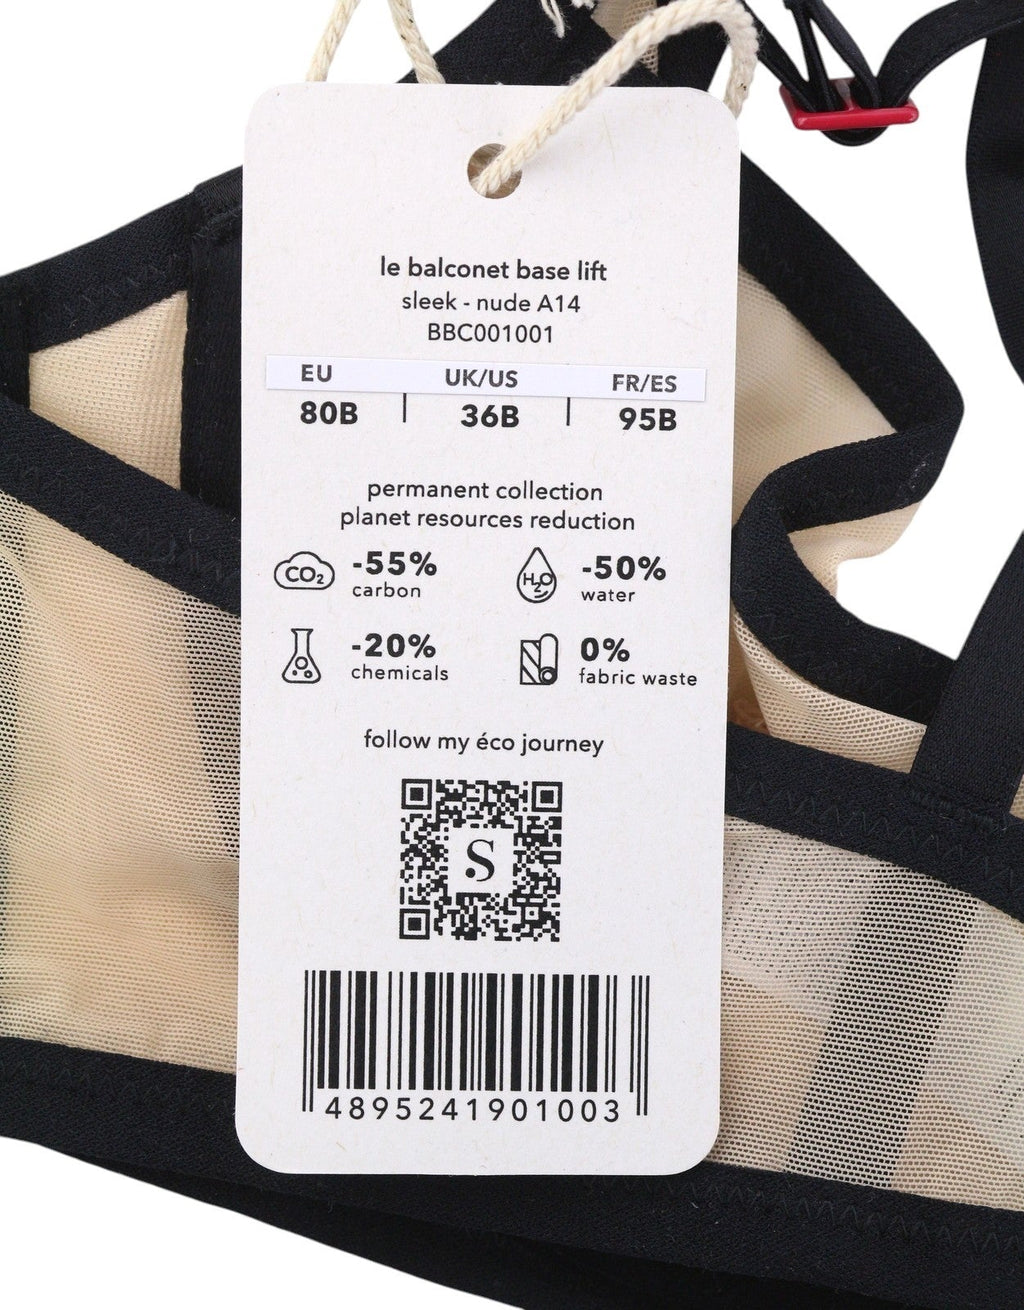 le balconet base lift
sleek - nude A14
BBC001001
EU UK/US FR/ES
80B | 36B | 95B
permanent collection
planet resources reduction
CO₂ -55% H₂O -50%
carbon water
-20% 0%
chemicals fabric waste
follow my éco journey
S
4895241901003